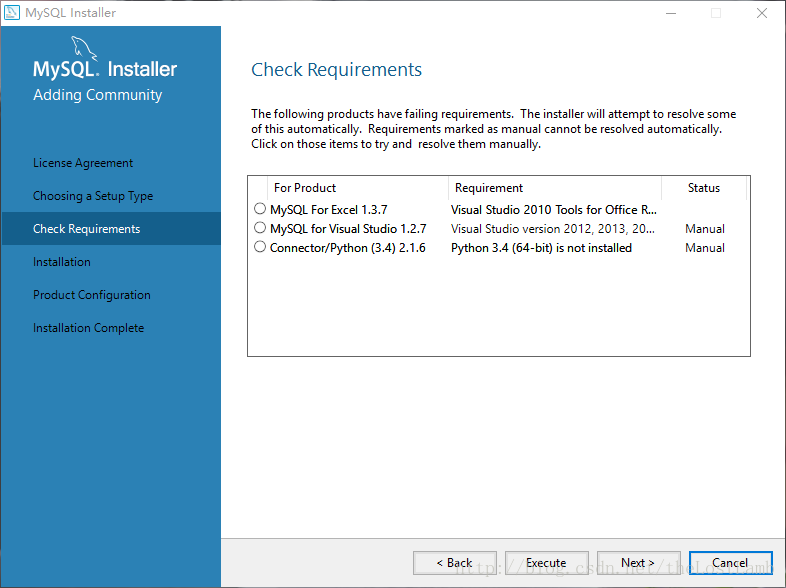 MySQL Installer
MySQL. Installer
Adding Community
License Agreement
Choosing a Setup Type
Check Requirements
Installation
Product Configuration
Installation Complete
Check Requirements
The following products have failing requirements. The installer will attempt to resolve some
of this automatically. Requirements marked as manual cannot be resolved automatically.
Click on those items to try and resolve them manually.
For Product Requirement Status
MySQL For Excel 1.3.7 Visual Studio 2010 Tools for Office R...
MySQL for Visual Studio 1.2.7 Visual Studio version 2012, 2013, 20... Manual
Connector/Python (3.4) 2.1.6 Python 3.4 (64-bit) is not installed Manual
< Back Execute Next > Cancel
http://blog.csdn.net/thelostlamb